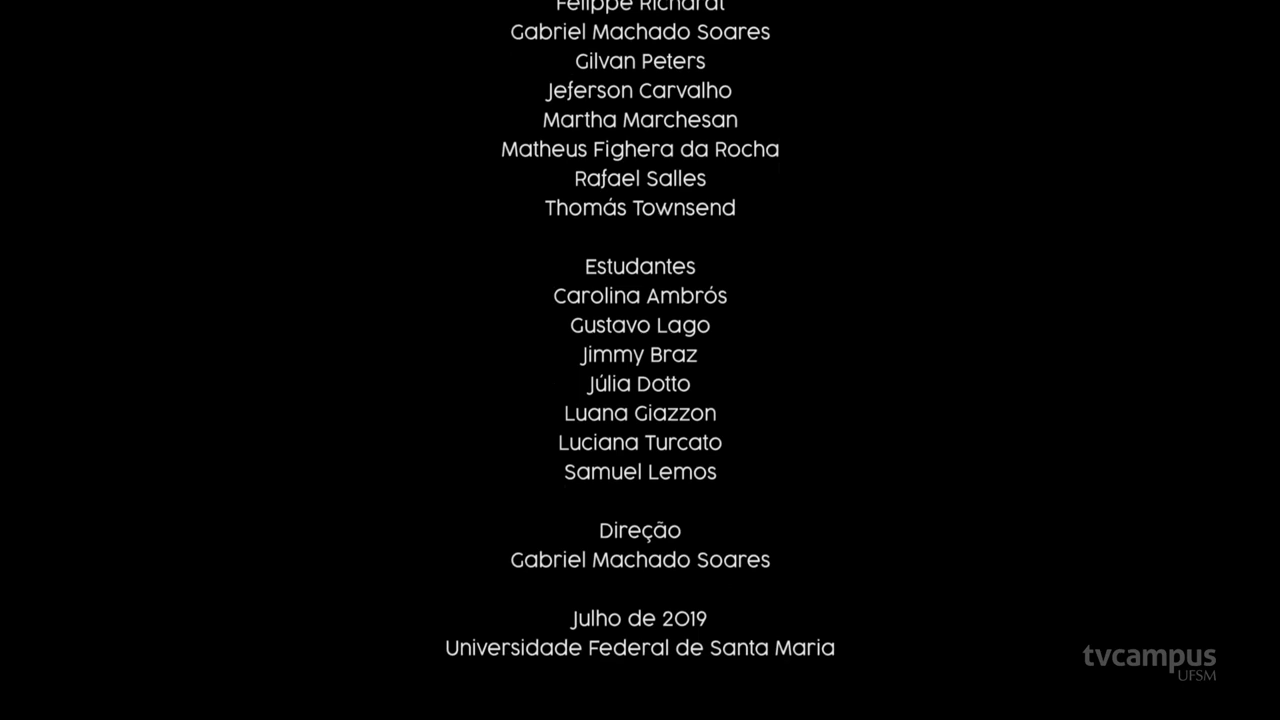 Felippe Richardt
Gabriel Machado Soares
Gilvan Peters
Jeferson Carvalho
Martha Marchesan
Matheus Fighera da Rocha
Rafael Salles
Thomás Townsend
Estudantes
Carolina Ambrós
Gustavo Lago
Jimmy Braz
Júlia Dotto
Luana Giazzon
Luciana Turcato
Samuel Lemos
Direção
Gabriel Machado Soares
Julho de 2019
Universidade Federal de Santa Maria
tvcampus
UFSM